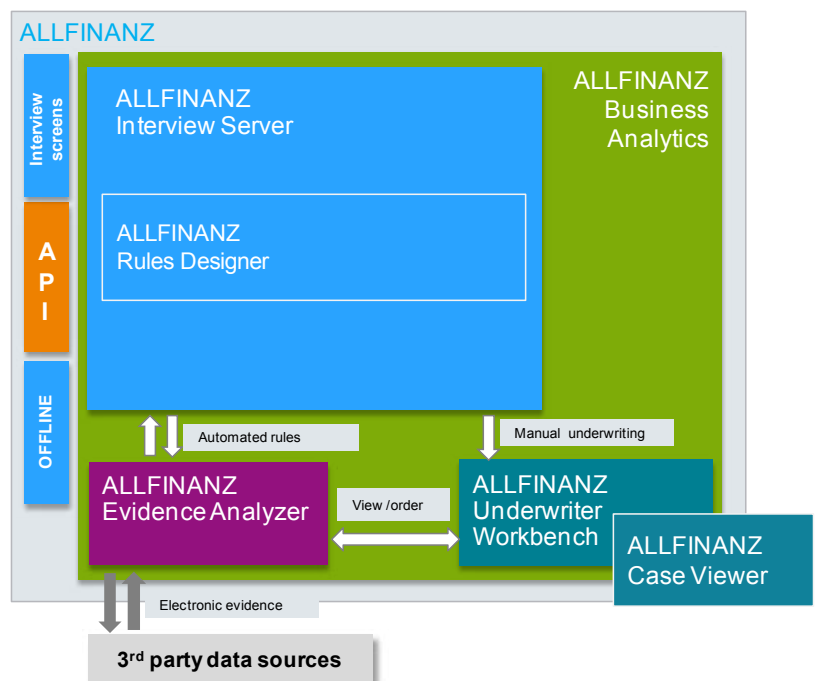 ALLFINANZ
Interview
screens
A
P
I
OFFLINE
ALLFINANZ
Interview Server
ALLFINANZ
Rules Designer
ALLFINANZ
Business
Analytics
Automated rules
Manual underwriting
ALLFINANZ
Evidence Analyzer
View /order
ALLFINANZ
Underwriter
Workbench
ALLFINANZ
Case Viewer
Electronic evidence
3rd party data sources